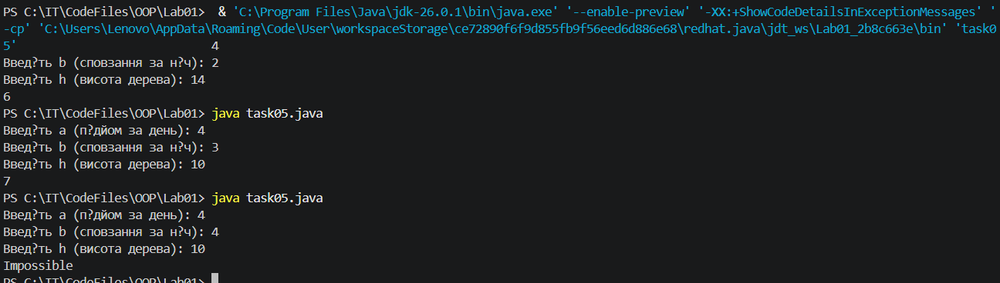 PS C:\IT\CodeFiles\OOP\Lab01>  & 'C:\Program Files\Java\jdk-26.0.1\bin\java.exe' '--enable-preview' '-XX:+ShowCodeDetailsInExceptionMessages' '
-cp' 'C:\Users\Lenovo\AppData\Roaming\Code\User\workspaceStorage\ce72890f6f9d855fb9f56eed6d886e68\redhat.java\jdt_ws\Lab01_2b8c663e\bin' 'task0
5' 4
Введ?ть b (сповзання за н?ч): 2
Введ?ть h (висота дерева): 14
6
PS C:\IT\CodeFiles\OOP\Lab01> java task05.java
Введ?ть a (п?дйом за день): 4
Введ?ть b (сповзання за н?ч): 3
Введ?ть h (висота дерева): 10
7
PS C:\IT\CodeFiles\OOP\Lab01> java task05.java
Введ?ть a (п?дйом за день): 4
Введ?ть b (сповзання за н?ч): 4
Введ?ть h (висота дерева): 10
Impossible
PS C:\IT\CodeFiles\OOP\Lab01>